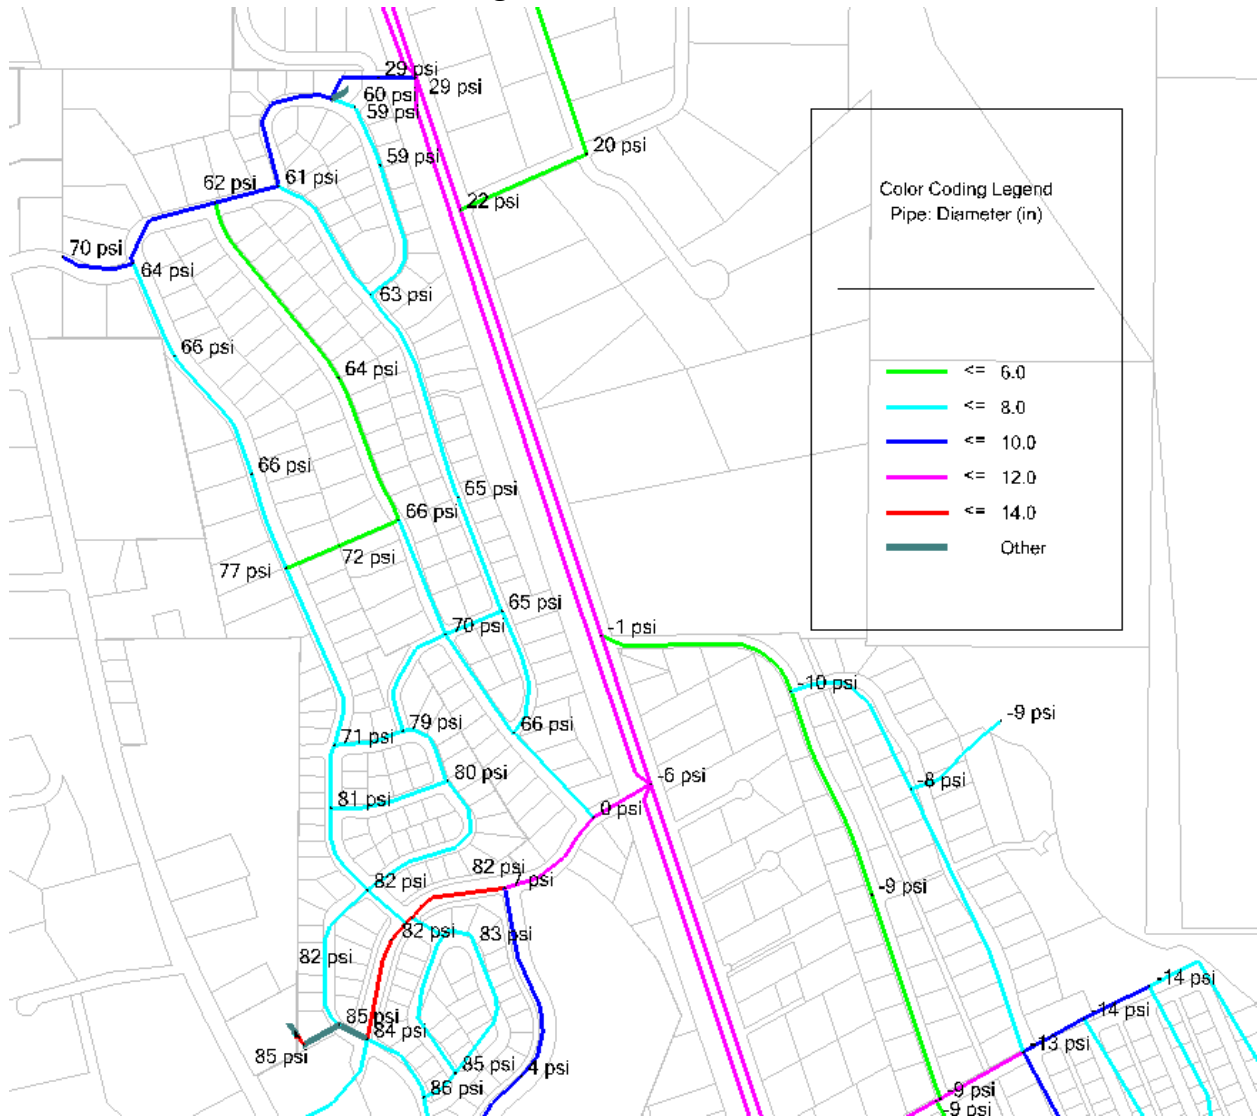 29 psi
29 psi
60 psi
59 psi
20 psi
59 psi
62 psi
61 psi
22 psi
70 psi
64 psi
63 psi
66 psi
64 psi
66 psi
65 psi
66 psi
72 psi
77 psi
65 psi
70 psi
-1 psi
-10 psi
-9 psi
79 psi
66 psi
71 psi
80 psi
-6 psi
-8 psi
81 psi
0 psi
82 psi
7 psi
82 psi
-9 psi
82 psi
83 psi
82 psi
-14 psi
-14 psi
85 psi
84 psi
85 psi
-13 psi
85 psi
4 psi
86 psi
-9 psi
-9 psi
Color Coding Legend
Pipe: Diameter (in)
<= 6.0
<= 8.0
<= 10.0
<= 12.0
<= 14.0
Other